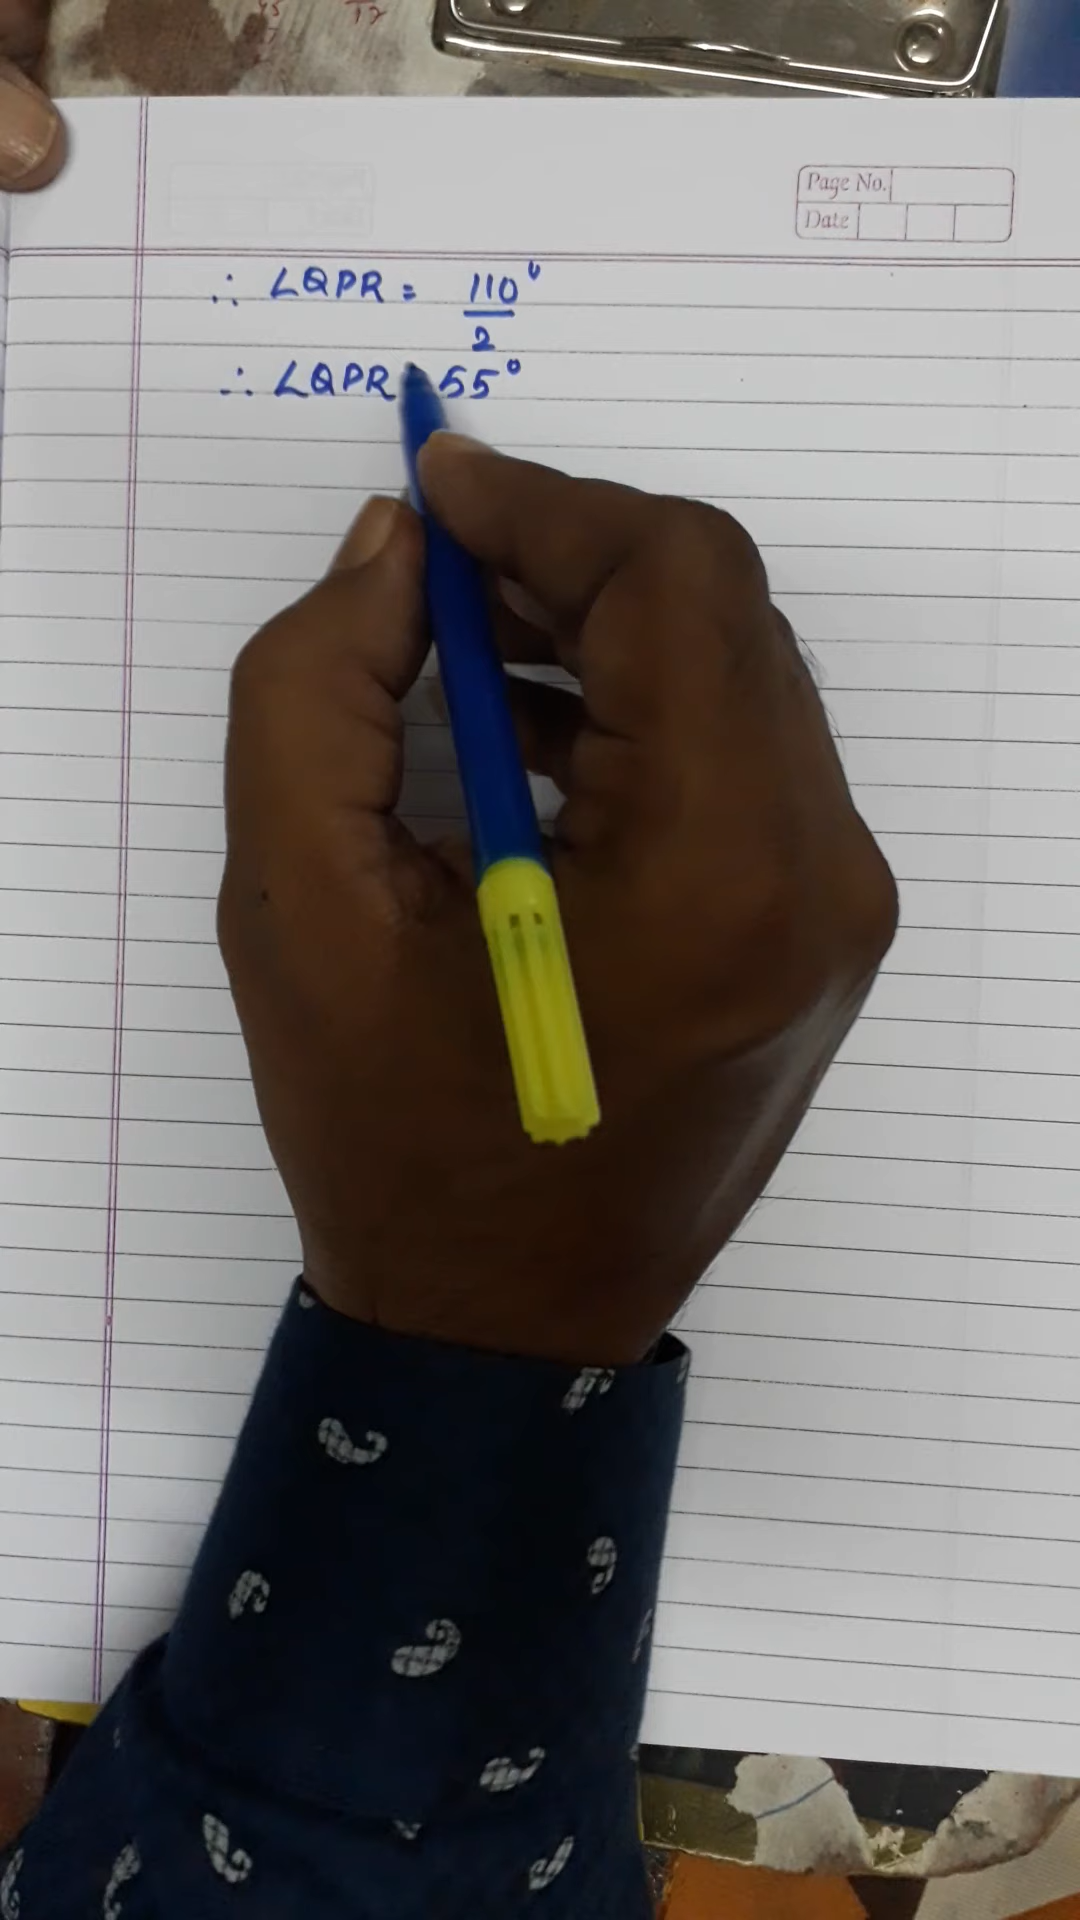 Page No.
Date
∴ ∠QPR = 110°/2
∴ ∠QPR 55°